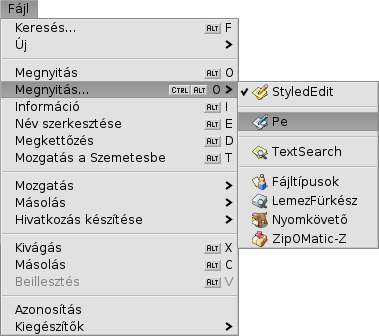 Fájl
Keresés... ALT F
Új
Megnyitás ALT O
Megnyitás... CTRL ALT O
Információ ALT I
Név szerkesztése ALT E
Megkettőzés ALT D
Mozgatás a Szemetesbe ALT T
Mozgatás
Másolás
Hivatkozás készítése
Kivágás ALT X
Másolás ALT C
Beillesztés ALT V
Azonosítás
Kiegészítők
StyledEdit
Pe
TextSearch
Fájltípusok
LemezFürkész
Nyomkövető
ZipOMatic-Z